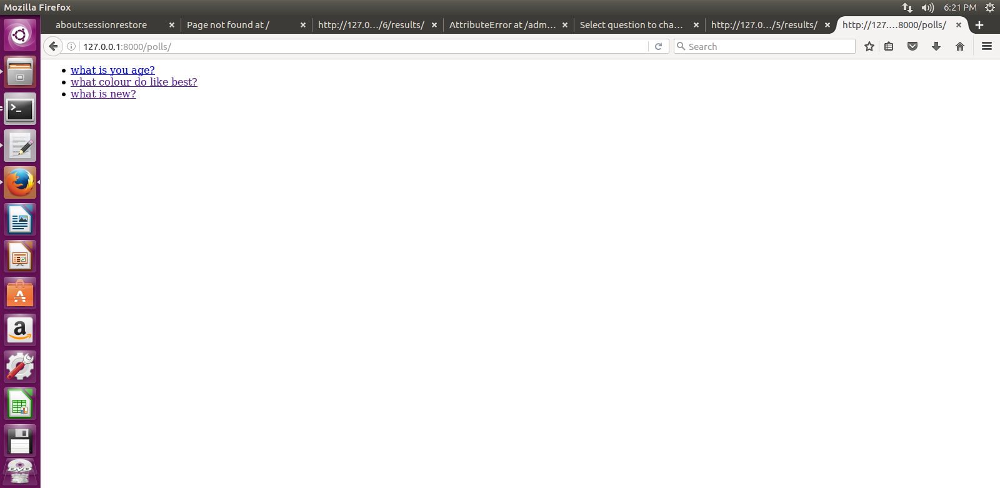 Mozilla Firefox
6:21 PM
about:sessionrestore
Page not found at /
http://127.0…/6/results/
AttributeError at /adm…
Select question to cha…
http://127.0…/5/results/
http://127.…8000/polls/
127.0.0.1:8000/polls/
Search
what is you age?
what colour do like best?
what is new?
DVD